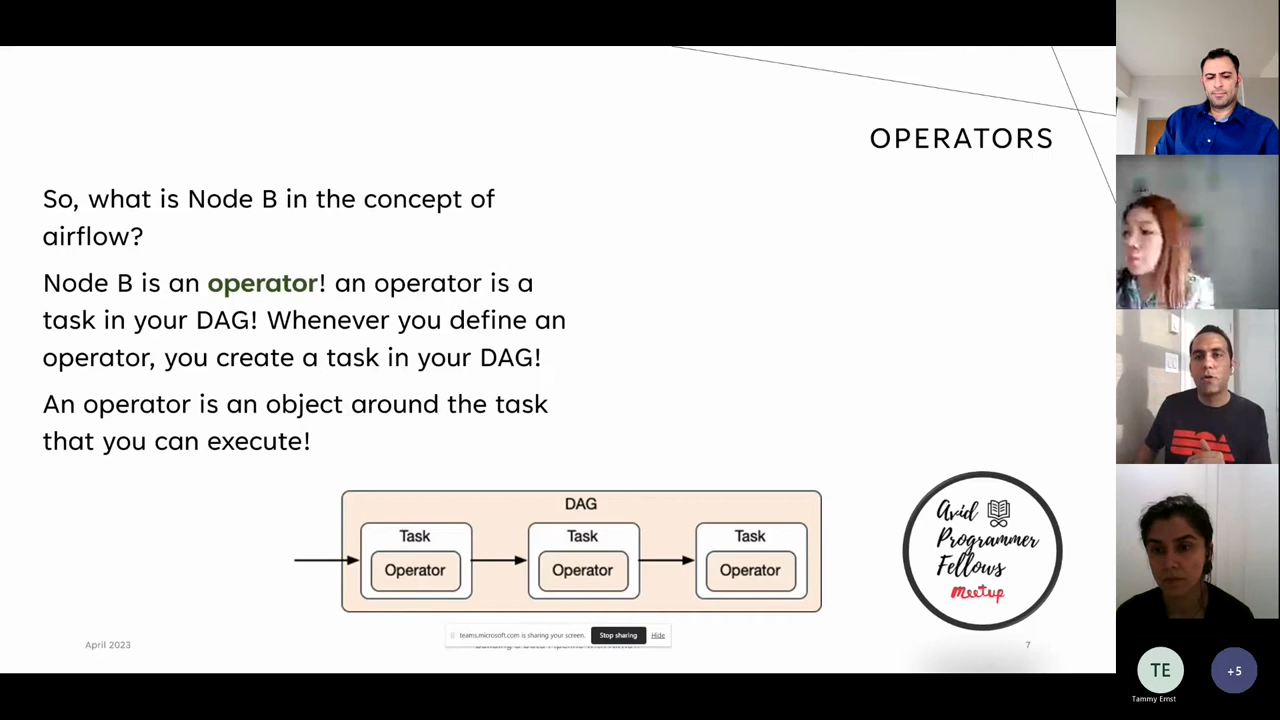 OPERATORS
So, what is Node B in the concept of
airflow?
Node B is an operator! an operator is a
task in your DAG! Whenever you define an
operator, you create a task in your DAG!
An operator is an object around the task
that you can execute!
DAG
Task
Operator
Task
Operator
Task
Operator
Avid
Programmer
Fellows
meetup
teams.microsoft.com is sharing your screen.
Stop sharing
Hide
April 2023
7
TE
Tammy Ernst
+5